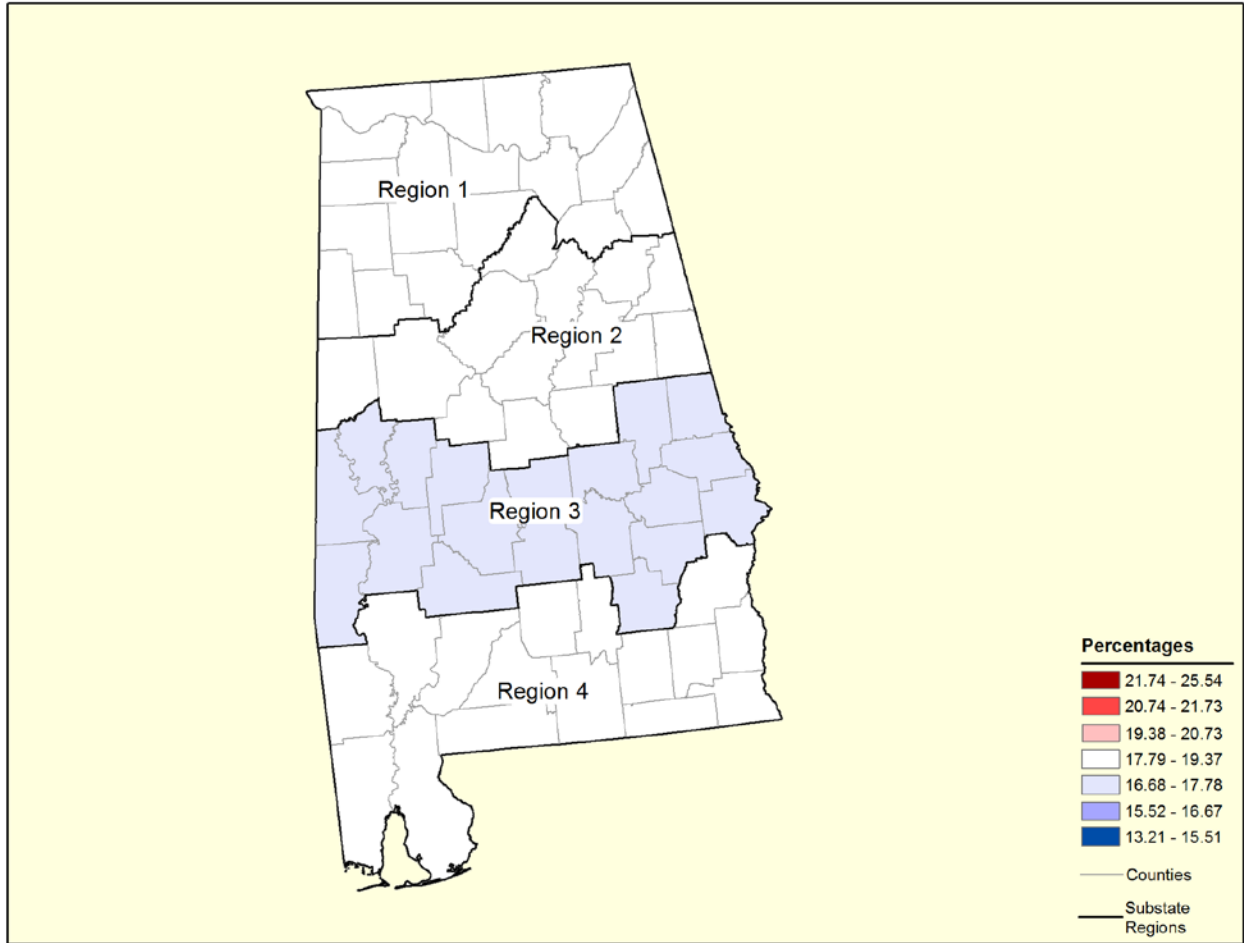 Region 1
Region 2
Region 3
Region 4
Percentages
21.74 - 25.54
20.74 - 21.73
19.38 - 20.73
17.79 - 19.37
16.68 - 17.78
15.52 - 16.67
13.21 - 15.51
Counties
Substate
Regions